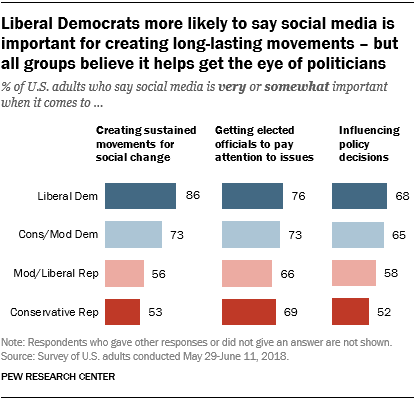 Liberal Democrats more likely to say social media is
important for creating long-lasting movements – but
all groups believe it helps get the eye of politicians
% of U.S. adults who say social media is very or somewhat important
when it comes to ...
Creating sustained
movements for
social change
Getting elected
officials to pay
attention to issues
Influencing
policy
decisions
Liberal Dem 86 76 68
Cons/Mod Dem 73 73 65
Mod/Liberal Rep 56 66 58
Conservative Rep 53 69 52
Note: Respondents who gave other responses or did not give an answer are not shown.
Source: Survey of U.S. adults conducted May 29-June 11, 2018.
PEW RESEARCH CENTER